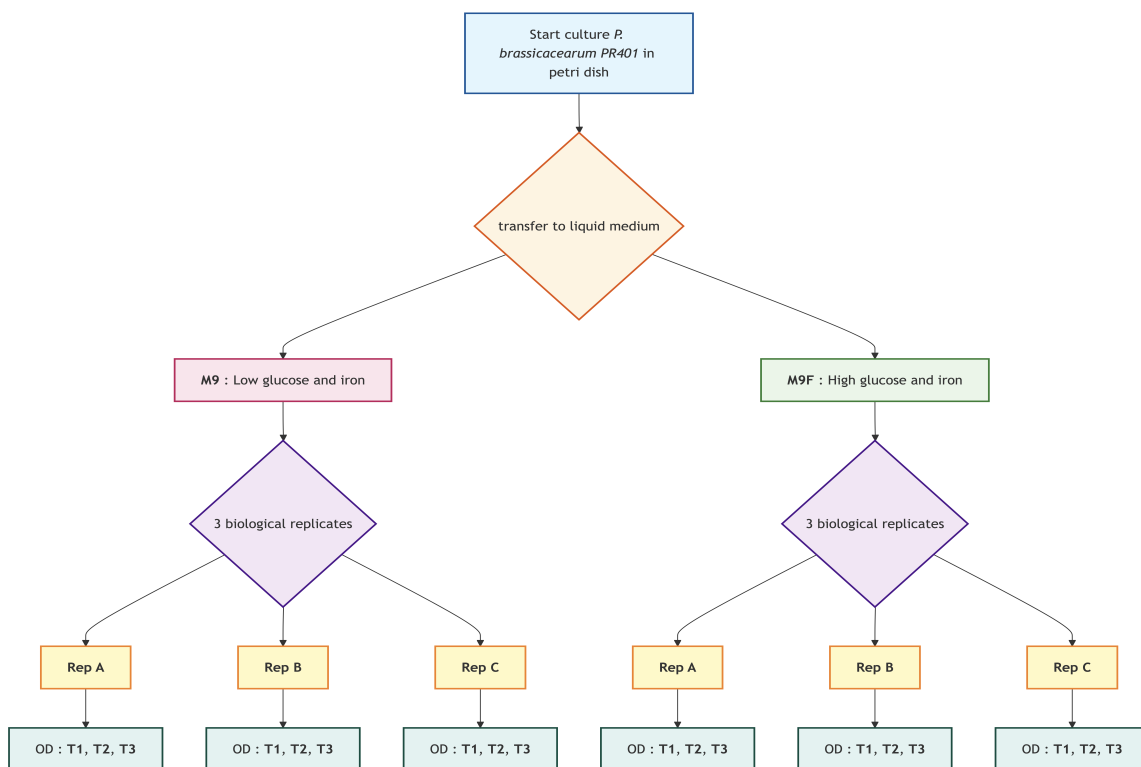 Start culture P.
brassicacearum PR401 in
petri dish
transfer to liquid medium
M9 : Low glucose and iron
M9F : High glucose and iron
3 biological replicates
3 biological replicates
Rep A
Rep B
Rep C
Rep A
Rep B
Rep C
OD : T1, T2, T3
OD : T1, T2, T3
OD : T1, T2, T3
OD : T1, T2, T3
OD : T1, T2, T3
OD : T1, T2, T3